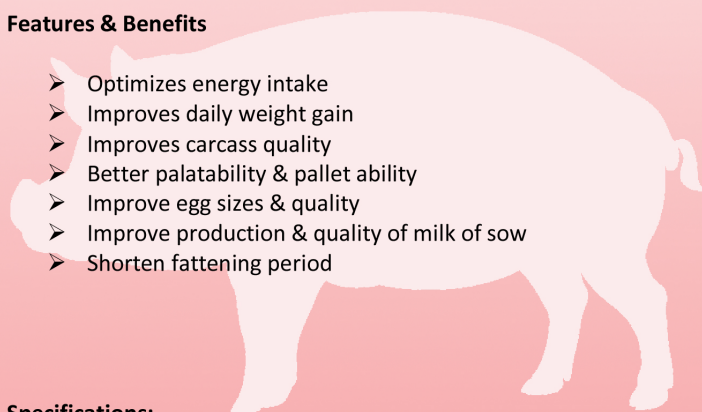 Features & Benefits
➢ Optimizes energy intake
➢ Improves daily weight gain
➢ Improves carcass quality
➢ Better palatability & pallet ability
➢ Improve egg sizes & quality
➢ Improve production & quality of milk of sow
➢ Shorten fattening period
Specifications: